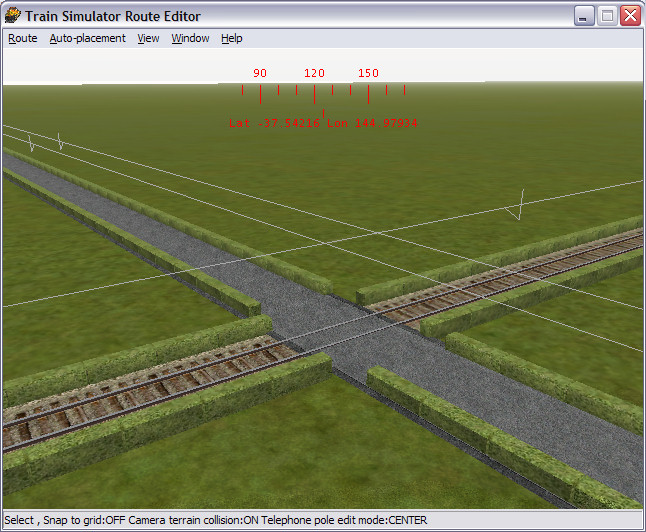 Train Simulator Route Editor
Route Auto-placement View Window Help
90 120 150
Lat -37.54216 Lon 144.97934
Select , Snap to grid:OFF Camera terrain collision:ON Telephone pole edit mode:CENTER